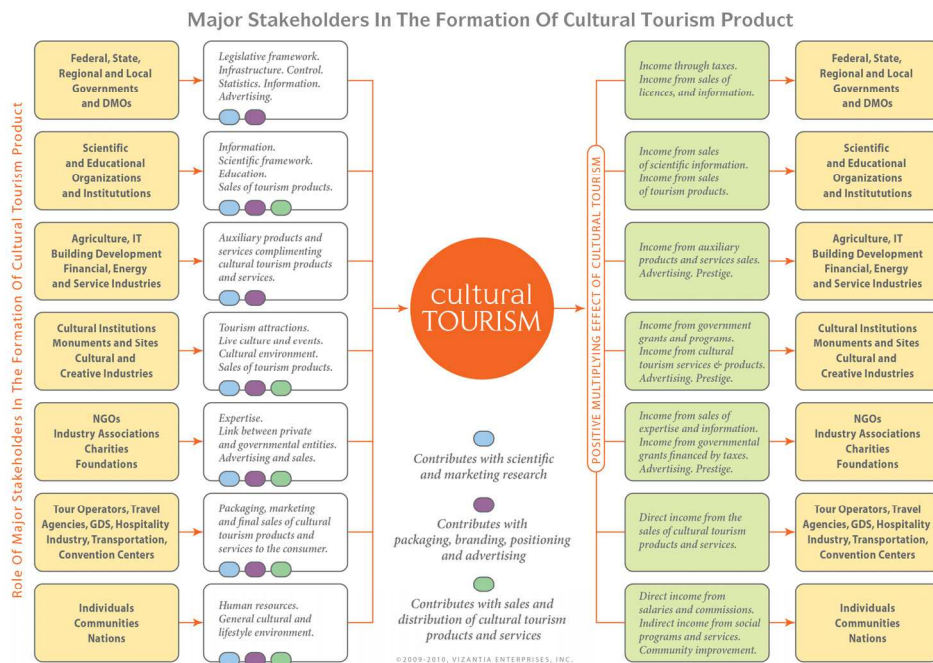 Major Stakeholders In The Formation Of Cultural Tourism Product
Role Of Major Stakeholders In The Formation Of Cultural Tourism Product
Federal, State,
Regional and Local
Governments
and DMOs
Legislative framework.
Infrastructure. Control.
Statistics. Information.
Advertising.
Scientific
and Educational
Organizations
and Institututions
Information.
Scientific framework.
Education.
Sales of tourism products.
Agriculture, IT
Building Development
Financial, Energy
and Service Industries
Auxiliary products and
services complimenting
cultural tourism products
and services.
Cultural Institutions
Monuments and Sites
Cultural and
Creative Industries
Tourism attractions.
Live culture and events.
Cultural environment.
Sales of tourism products.
NGOs
Industry Associations
Charities
Foundations
Expertise.
Link between private
and governmental entities.
Advertising and sales.
Tour Operators, Travel
Agencies, GDS, Hospitality
Industry, Transportation,
Convention Centers
Packaging, marketing
and final sales of cultural
tourism products and
services to the consumer.
Individuals
Communities
Nations
Human resources.
General cultural and
lifestyle environment.
cultural
TOURISM
Contributes with scientific
and marketing research
Contributes with
packaging, branding, positioning
and advertising
Contributes with sales and
distribution of cultural tourism
products and services
©2009-2010, VIZANTIA ENTERPRISES, INC.
POSITIVE MULTIPLYING EFFECT OF CULTURAL TOURISM
Income through taxes.
Income from sales of
licences, and information.
Federal, State,
Regional and Local
Governments
and DMOs
Income from sales
of scientific information.
Income from sales
of tourism products.
Scientific
and Educational
Organizations
and Institutions
Income from auxiliary
products and services sales.
Advertising. Prestige.
Agriculture, IT
Building Development
Financial, Energy
and Service Industries
Income from government
grants and programs.
Income from cultural
tourism services & products.
Advertising. Prestige.
Cultural Institutions
Monuments and Sites
Cultural and
Creative Industries
Income from sales of
expertise and information.
Income from governmental
grants financed by taxes.
Advertising. Prestige.
NGOs
Industry Associations
Charities
Foundations
Direct income from the
sales of cultural tourism
products and services.
Tour Operators, Travel
Agencies, GDS, Hospitality
Industry, Transportation,
Convention Centers
Direct income from
salaries and commissions.
Indirect income from social
programs and services.
Community improvement.
Individuals
Communities
Nations